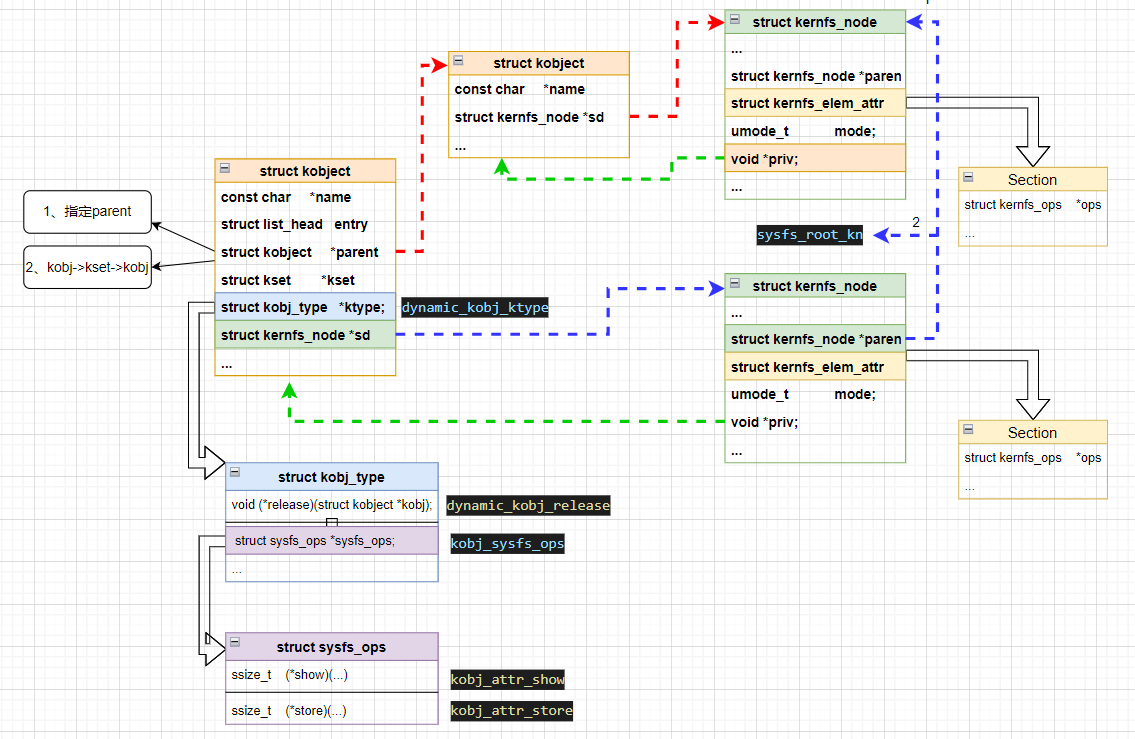 struct kernfs_node
...
struct kernfs_node *paren
struct kernfs_elem_attr
umode_t mode;
void *priv;
...
struct kobject
const char *name
struct kernfs_node *sd
...
Section
struct kernfs_ops *ops
...
struct kobject
const char *name
struct list_head entry
struct kobject *parent
struct kset *kset
struct kobj_type *ktype;
struct kernfs_node *sd
...
1、指定parent
2、kobj->kset->kobj
dynamic_kobj_ktype
sysfs_root_kn
2
struct kernfs_node
...
struct kernfs_node *paren
struct kernfs_elem_attr
umode_t mode;
void *priv;
...
Section
struct kernfs_ops *ops
...
struct kobj_type
void (*release)(struct kobject *kobj);
dynamic_kobj_release
struct sysfs_ops *sysfs_ops;
kobj_sysfs_ops
...
struct sysfs_ops
ssize_t (*show)(...)
kobj_attr_show
ssize_t (*store)(...)
kobj_attr_store